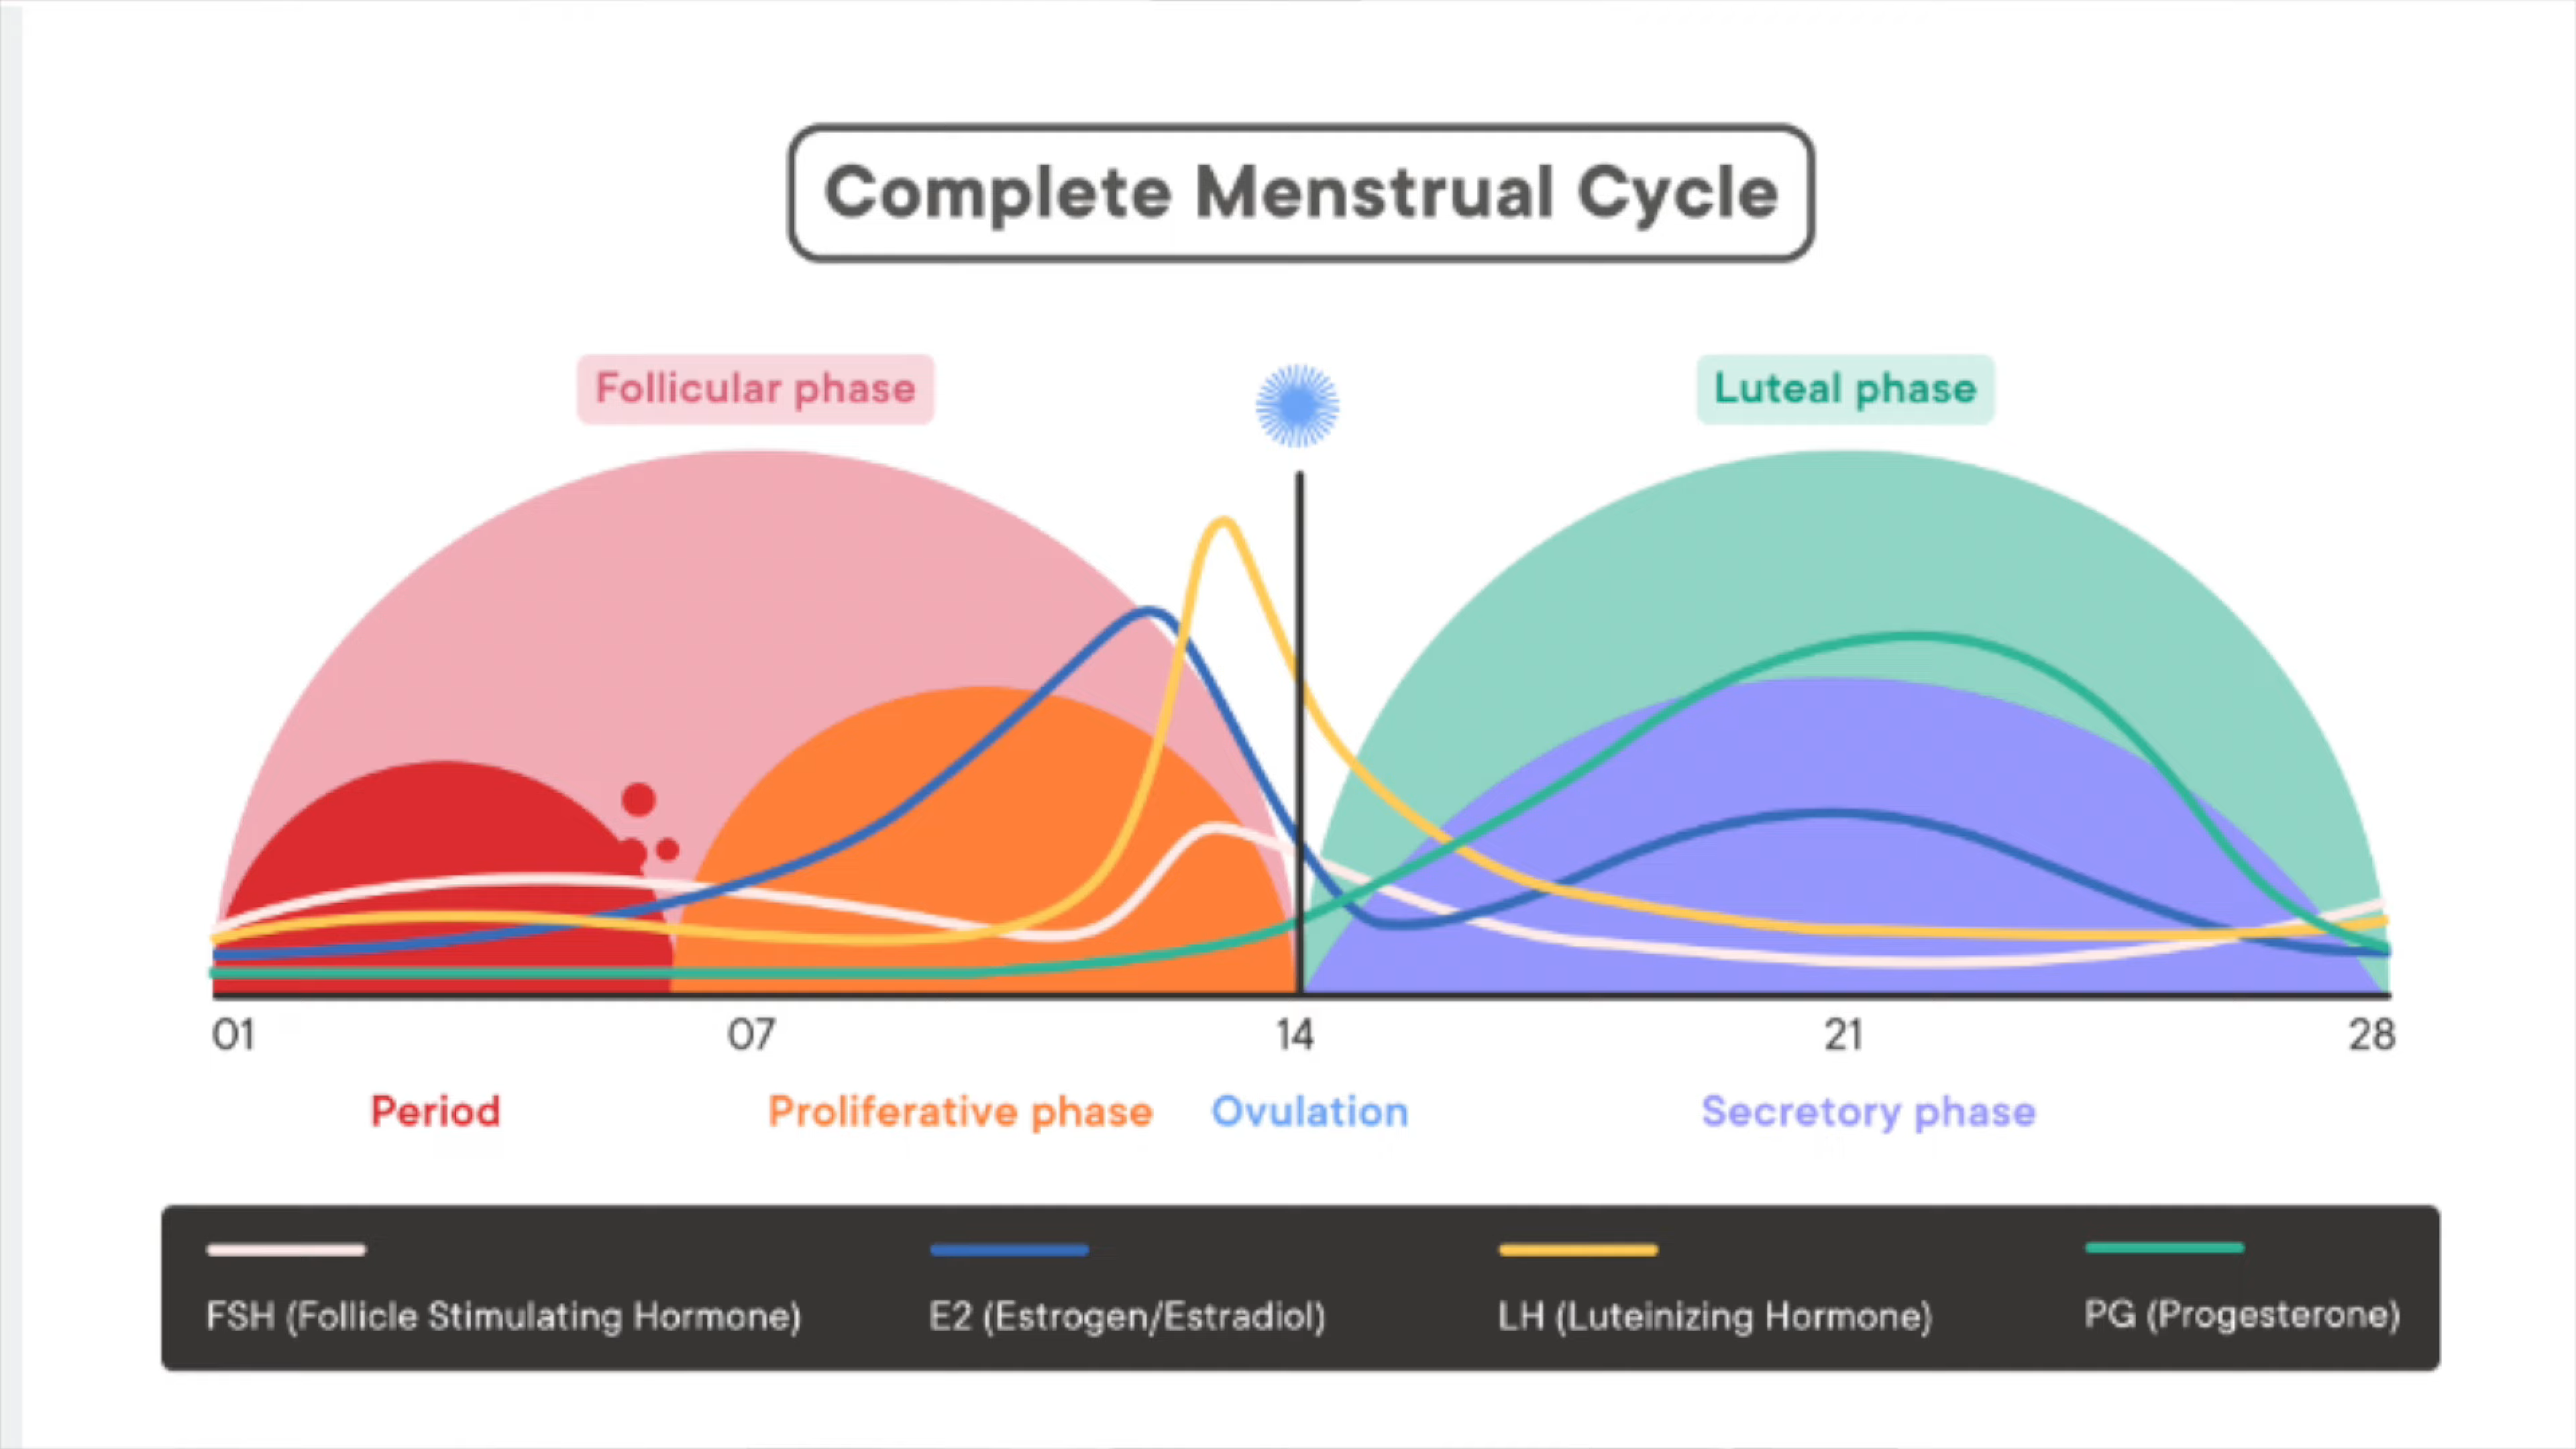 Complete Menstrual Cycle
Follicular phase
Luteal phase
01 07 14 21 28
Period Proliferative phase Ovulation Secretory phase
FSH (Follicle Stimulating Hormone) E2 (Estrogen/Estradiol) LH (Luteinizing Hormone) PG (Progesterone)